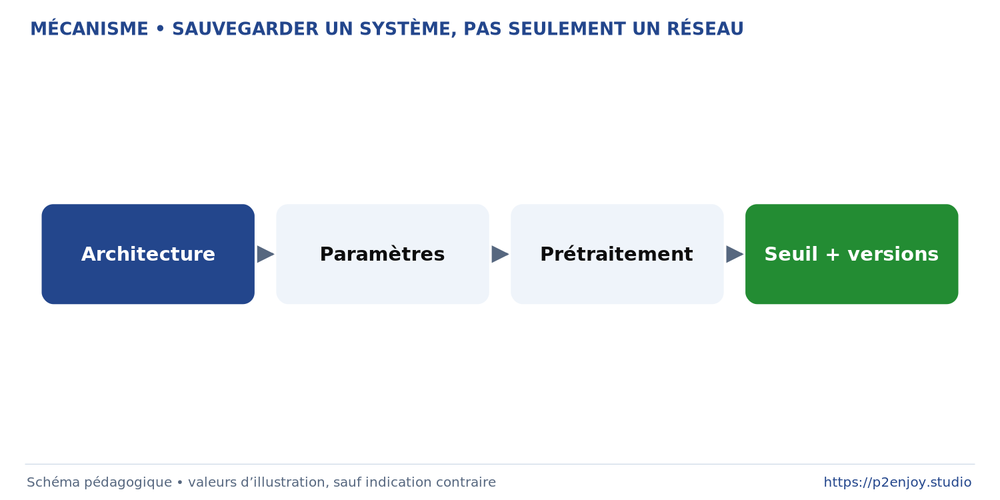 MÉCANISME • SAUVEGARDER UN SYSTÈME, PAS SEULEMENT UN RÉSEAU
Architecture
Paramètres
Prétraitement
Seuil + versions
Schéma pédagogique • valeurs d’illustration, sauf indication contraire
https://p2enjoy.studio